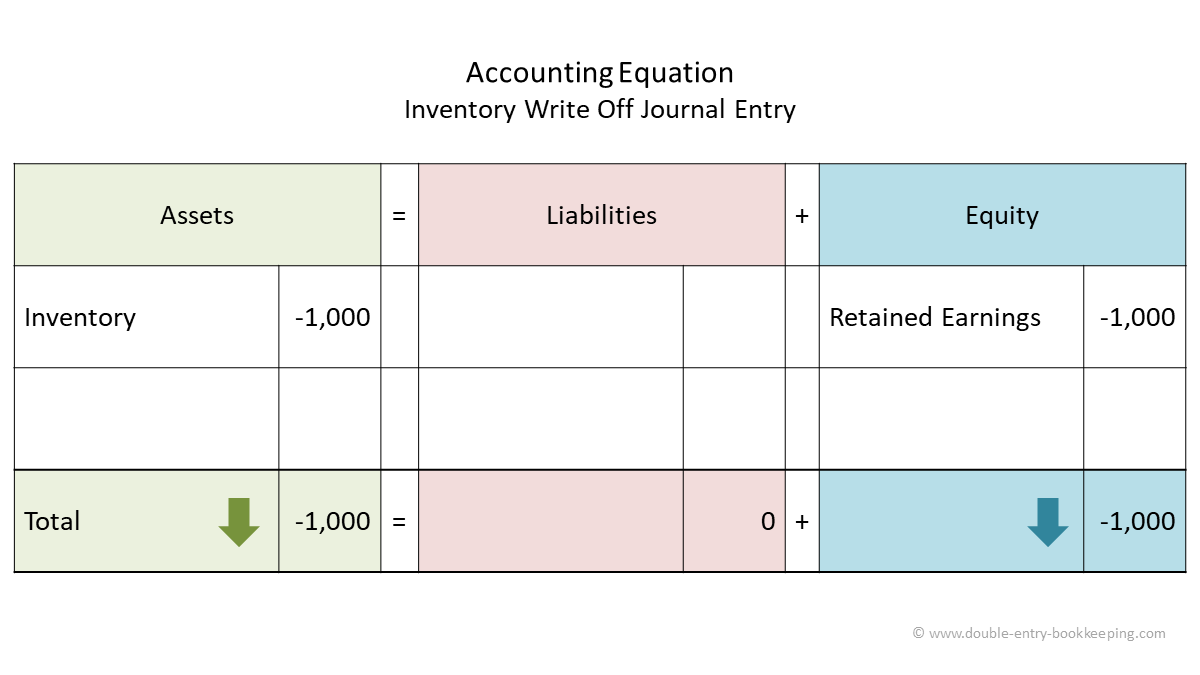 Accounting Equation
Inventory Write Off Journal Entry
Assets = Liabilities + Equity
Inventory -1,000 Retained Earnings -1,000
Total -1,000 = 0 + -1,000
© www.double-entry-bookkeeping.com